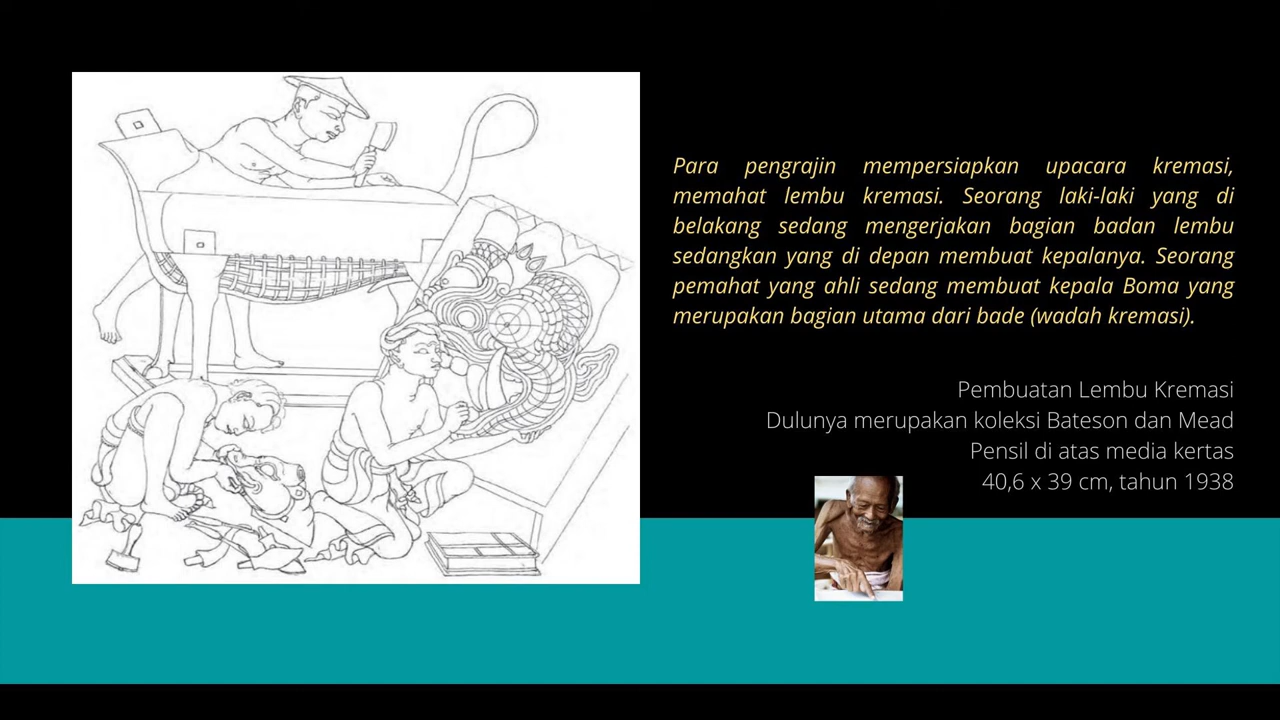 Para pengrajin mempersiapkan upacara kremasi,
memahat lembu kremasi. Seorang laki-laki yang di
belakang sedang mengerjakan bagian badan lembu
sedangkan yang di depan membuat kepalanya. Seorang
pemahat yang ahli sedang membuat kepala Boma yang
merupakan bagian utama dari bade (wadah kremasi).
Pembuatan Lembu Kremasi
Dulunya merupakan koleksi Bateson dan Mead
Pensil di atas media kertas
40,6 x 39 cm, tahun 1938